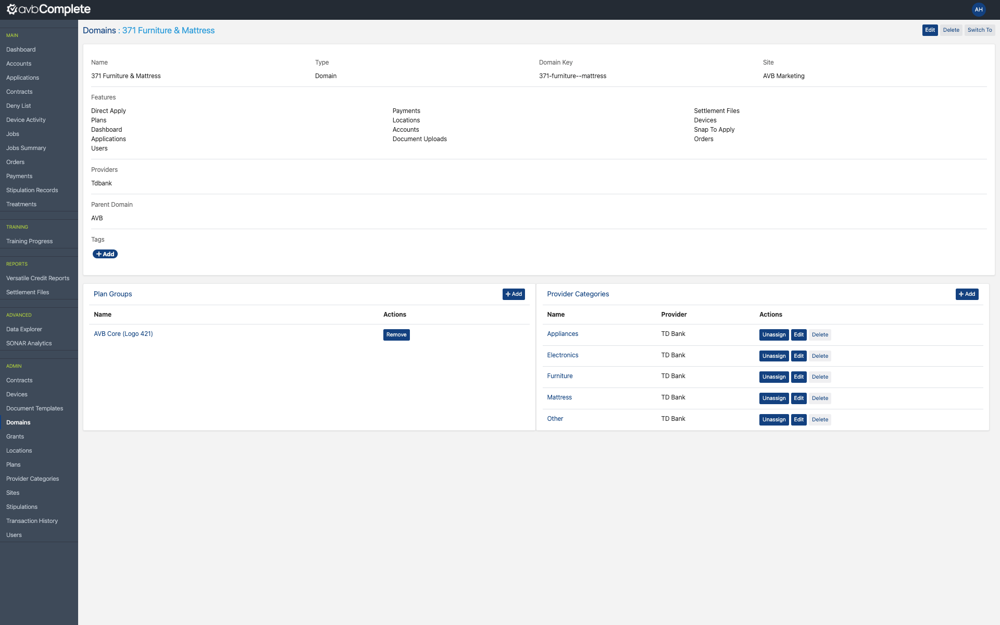 avbComplete
AH
MAIN
Dashboard
Accounts
Applications
Contracts
Deny List
Device Activity
Jobs
Jobs Summary
Orders
Payments
Stipulation Records
Treatments
TRAINING
Training Progress
REPORTS
Versatile Credit Reports
Settlement Files
ADVANCED
Data Explorer
SONAR Analytics
ADMIN
Contracts
Devices
Document Templates
Domains
Grants
Locations
Plans
Provider Categories
Sites
Stipulations
Transaction History
Users
Domains : 371 Furniture & Mattress
Edit Delete Switch To
Name Type Domain Key Site
371 Furniture & Mattress Domain 371-furniture--mattress AVB Marketing
Features
Direct Apply Payments Settlement Files
Plans Locations Devices
Dashboard Accounts Snap To Apply
Applications Document Uploads Orders
Users
Providers
Tdbank
Parent Domain
AVB
Tags
+ Add
Plan Groups + Add
Name Actions
AVB Core (Logo 421) Remove
Provider Categories + Add
Name Provider Actions
Appliances TD Bank Unassign Edit Delete
Electronics TD Bank Unassign Edit Delete
Furniture TD Bank Unassign Edit Delete
Mattress TD Bank Unassign Edit Delete
Other TD Bank Unassign Edit Delete